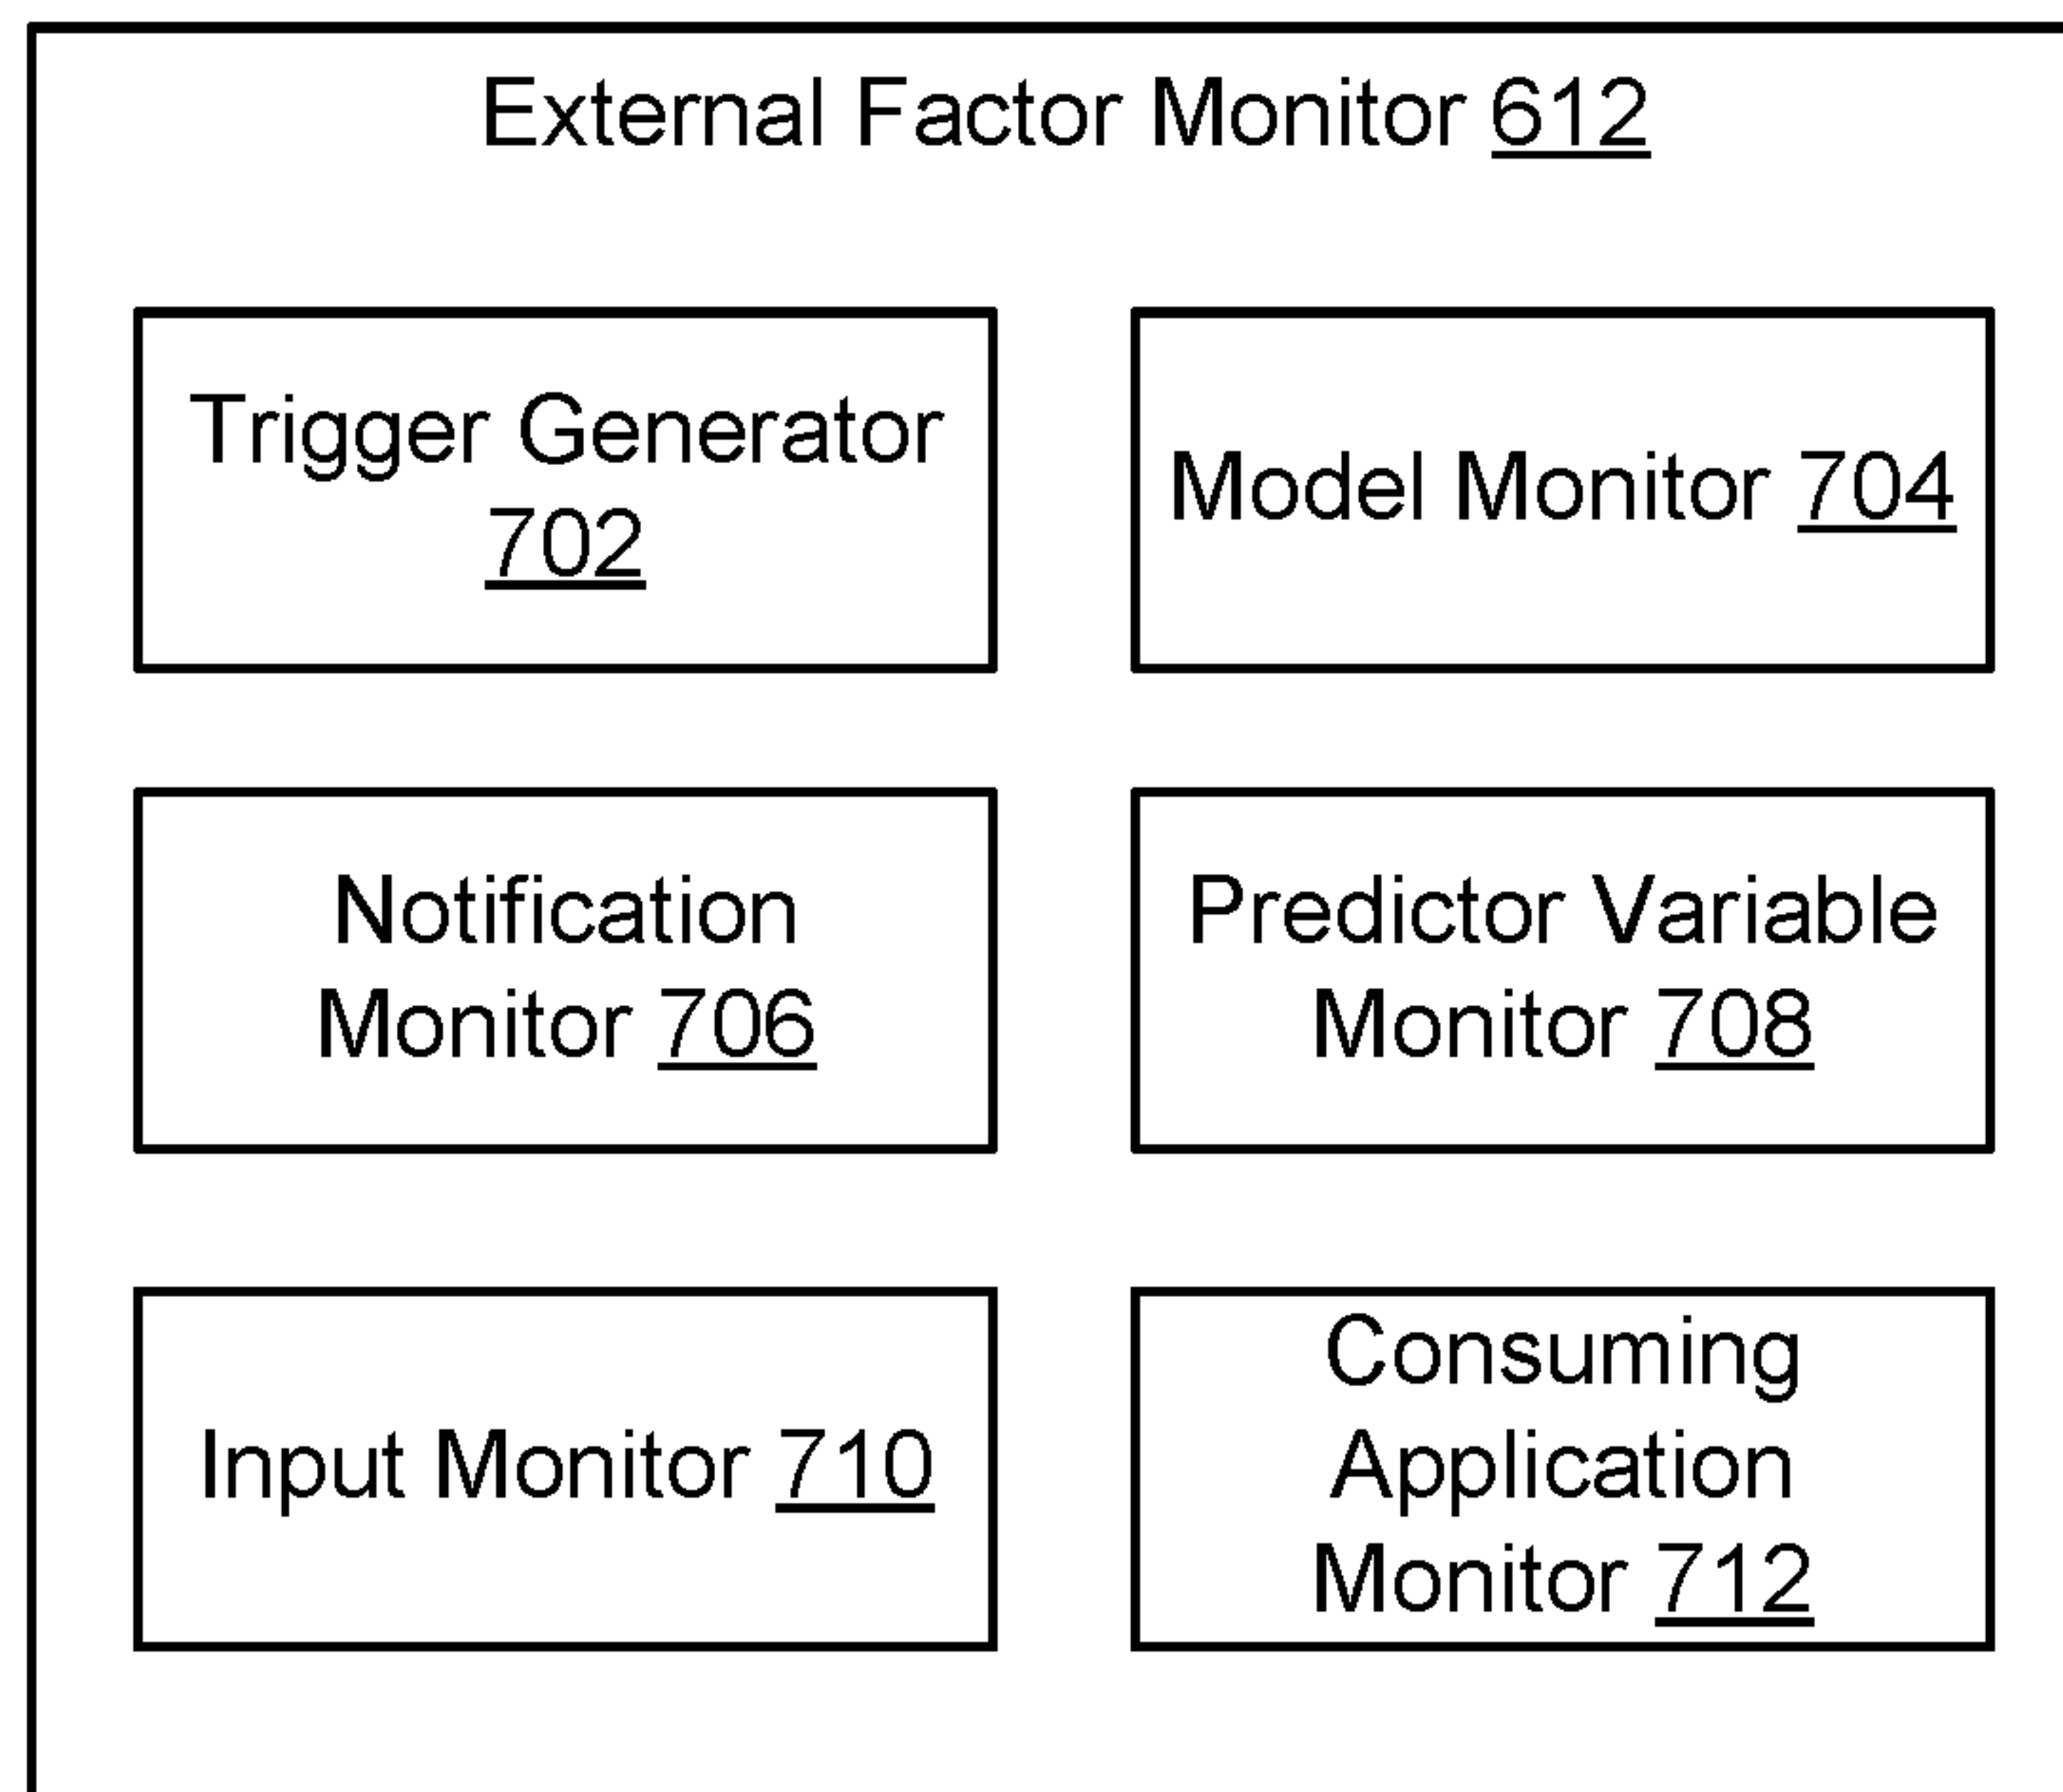 External Factor Monitor 612
Trigger Generator
702
Model Monitor 704
Notification
Monitor 706
Predictor Variable
Monitor 708
Input Monitor 710
Consuming
Application
Monitor 712